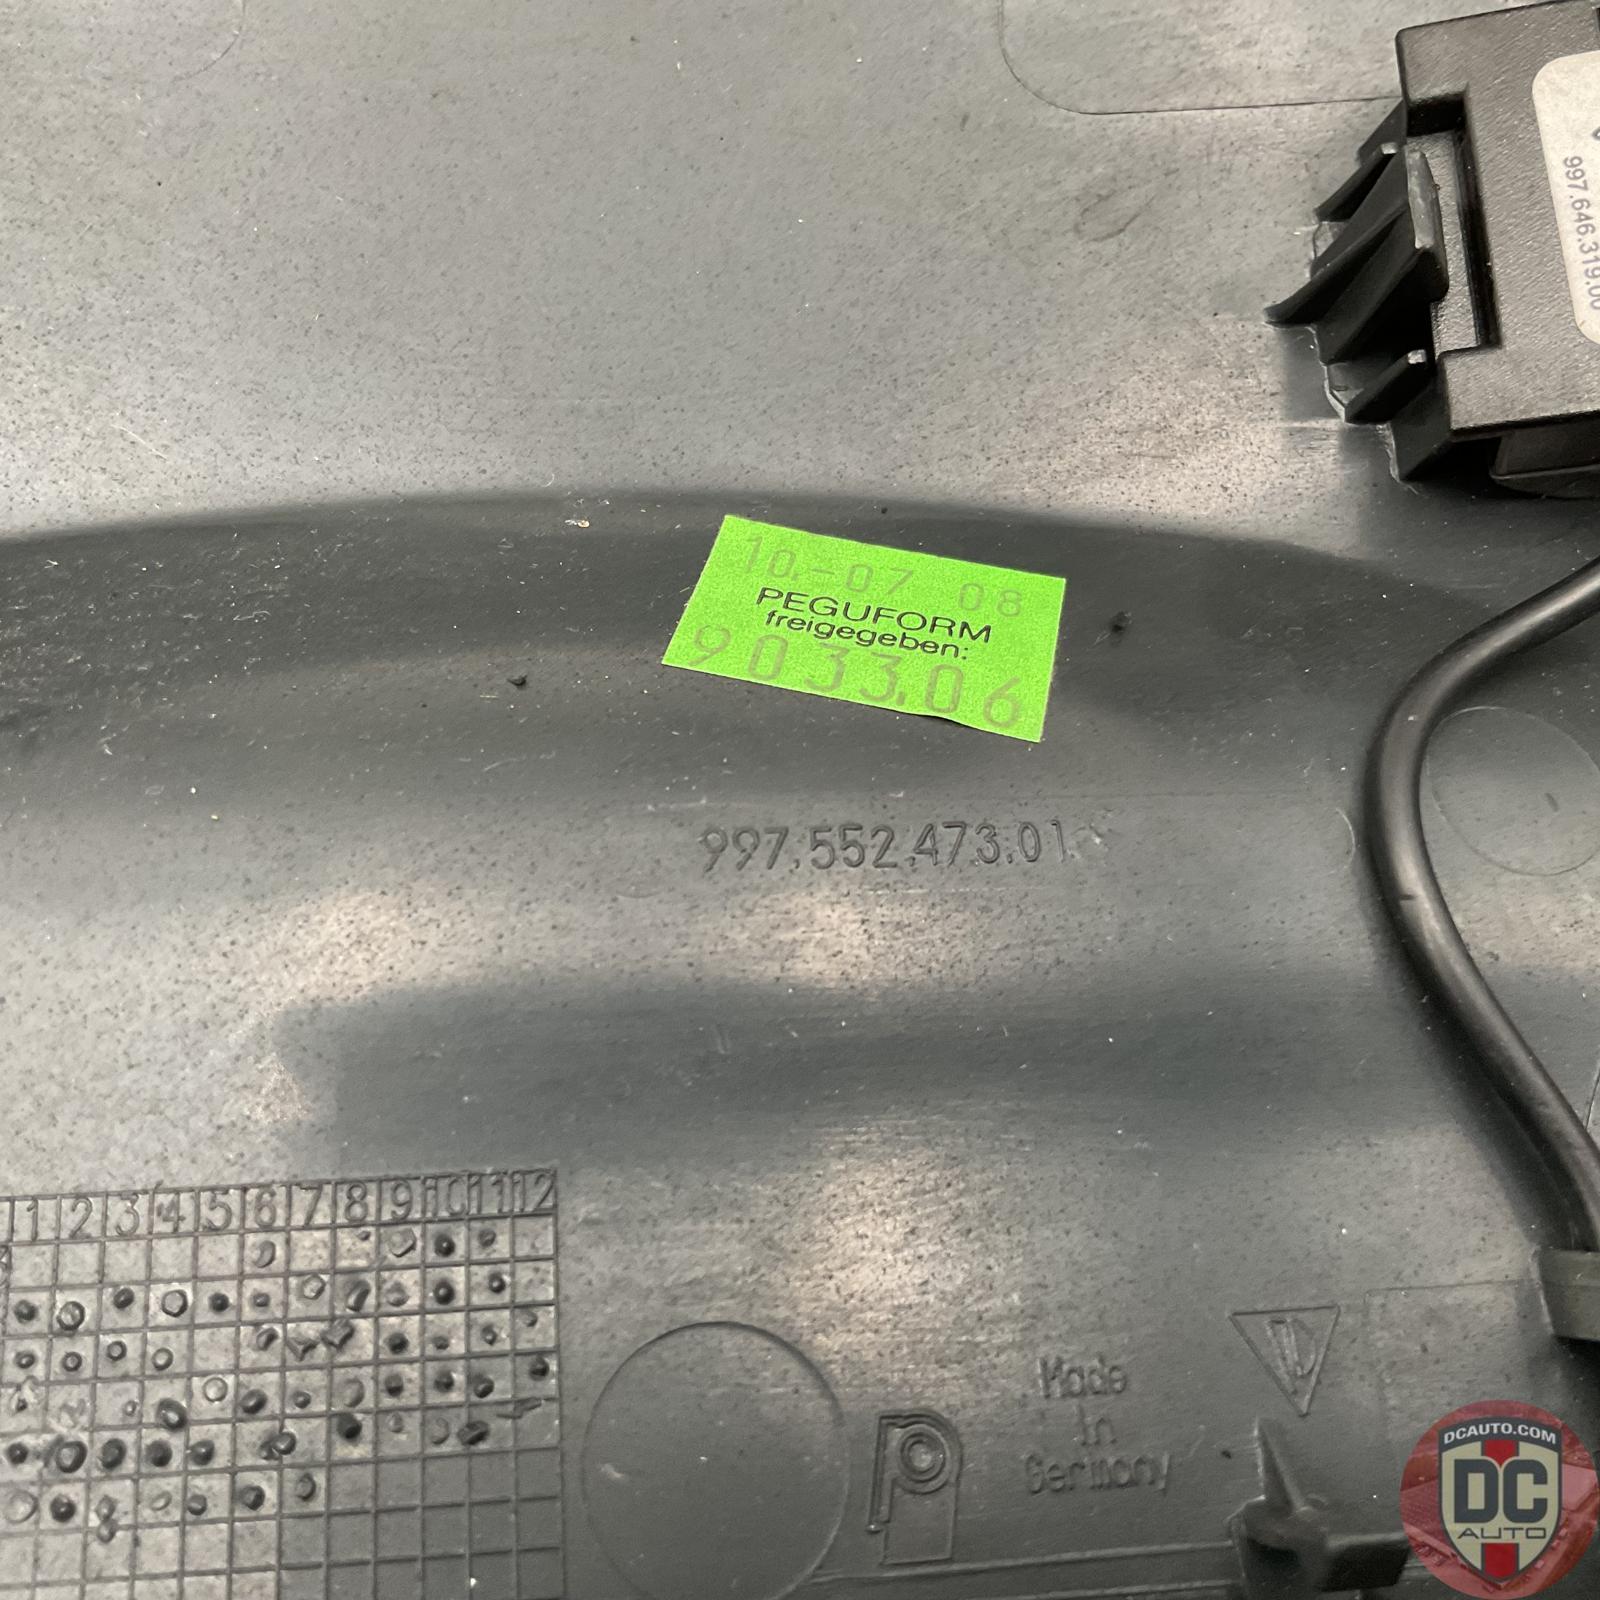 997.646.319.00
10.-07 08
PEGUFORM
freigegeben:
9033.06
997.552.473.01.
1 2 3 4 5 6 7 8 9 10 11 12
Made
in
Germany
DCAUTO.COM
DC
AUTO